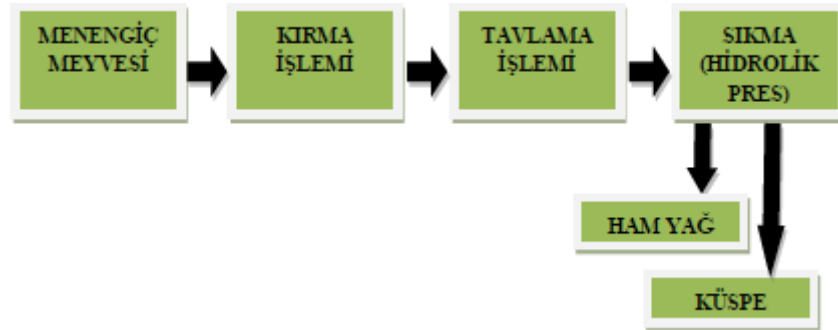 MENENGİÇ
MEYVESİ
KIRMA
İŞLEMİ
TAVLAMA
İŞLEMİ
SIKMA
(HİDROLİK
PRES)
HAM YAĞ
KÜSPE